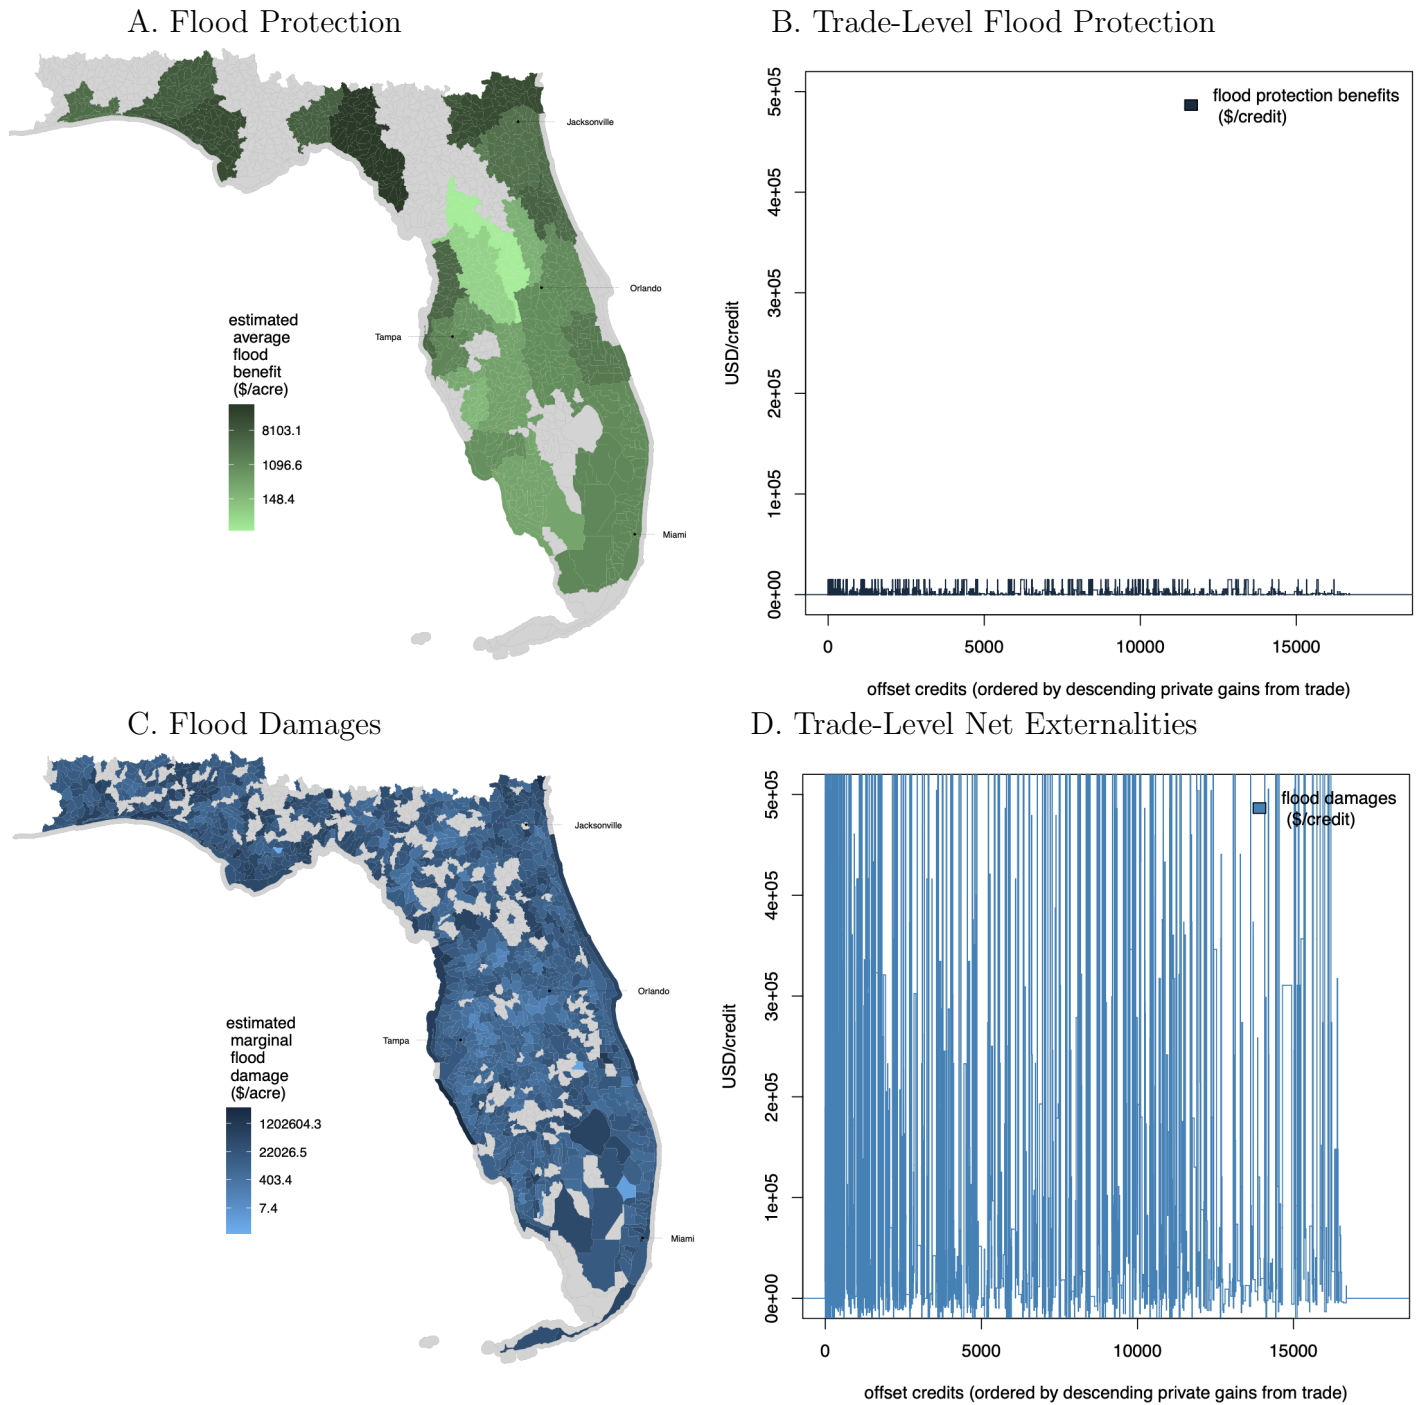 A. Flood Protection
Jacksonville
Orlando
Tampa
Miami
estimated
average
flood
benefit
($/acre)
8103.1
1096.6
148.4
B. Trade-Level Flood Protection
flood protection benefits
($/credit)
USD/credit
5e+05
4e+05
3e+05
2e+05
1e+05
0e+00
0
5000
10000
15000
offset credits (ordered by descending private gains from trade)
C. Flood Damages
Jacksonville
Orlando
Tampa
Miami
estimated
marginal
flood
damage
($/acre)
1202604.3
22026.5
403.4
7.4
D. Trade-Level Net Externalities
flood damages
($/credit)
USD/credit
5e+05
4e+05
3e+05
2e+05
1e+05
0e+00
0
5000
10000
15000
offset credits (ordered by descending private gains from trade)